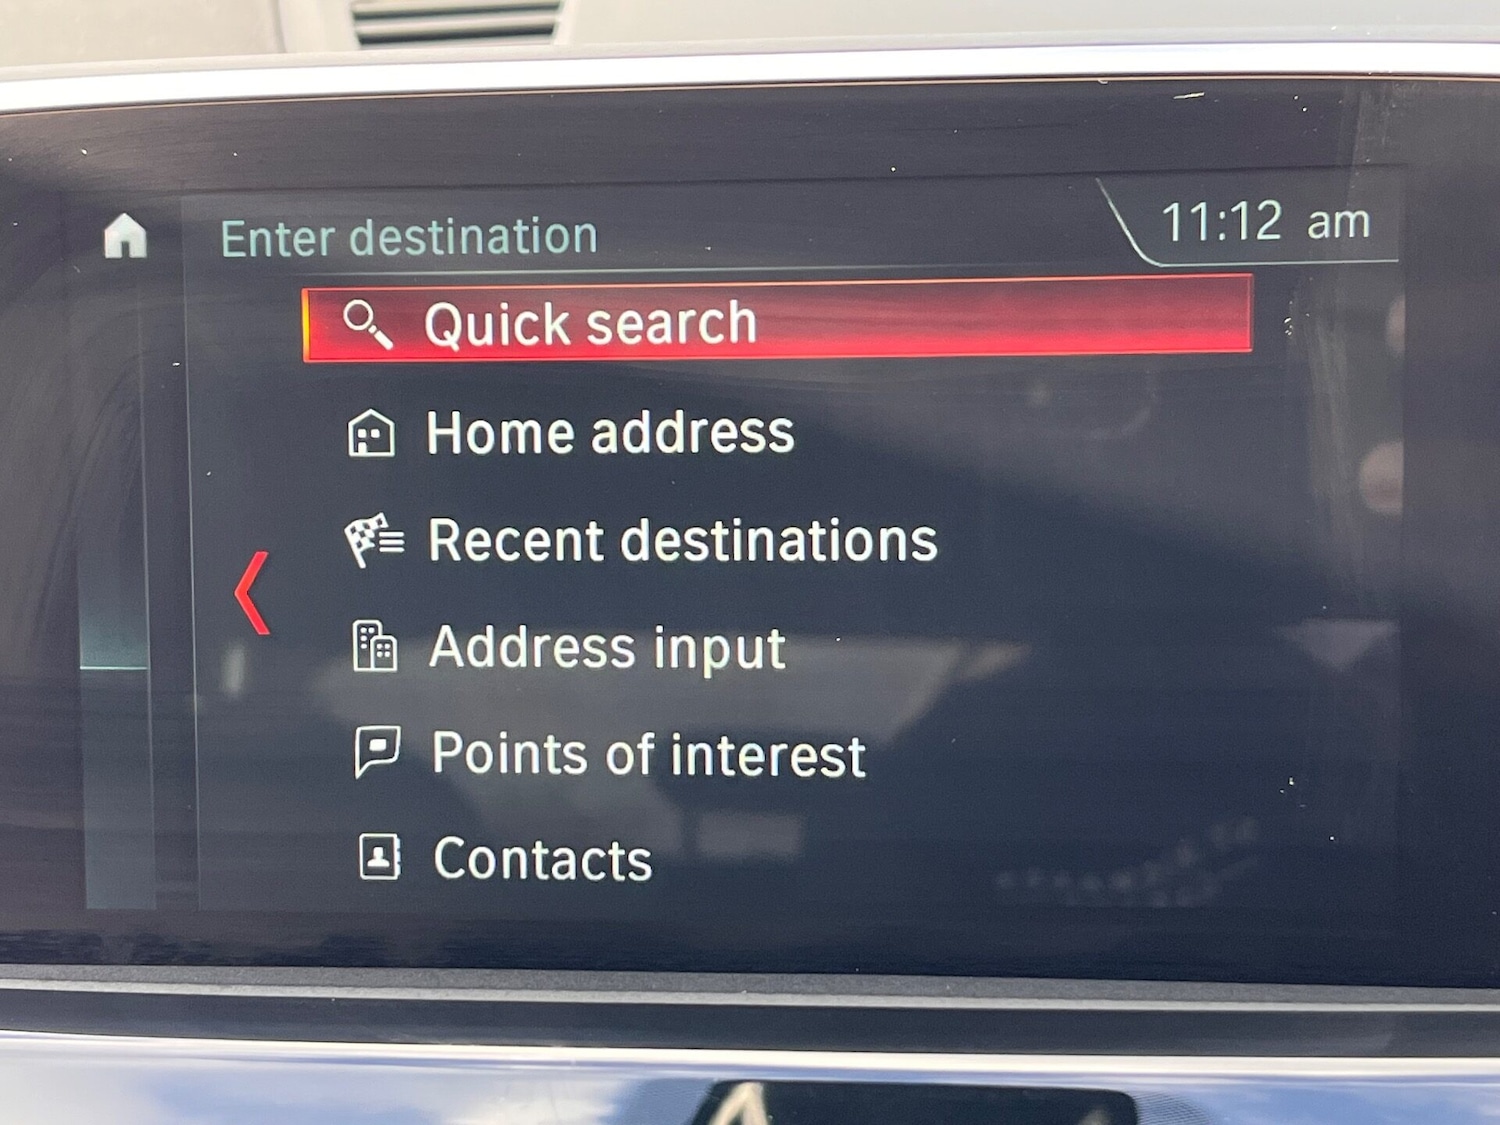 Enter destination
11:12 am
Quick search
Home address
Recent destinations
Address input
Points of interest
Contacts